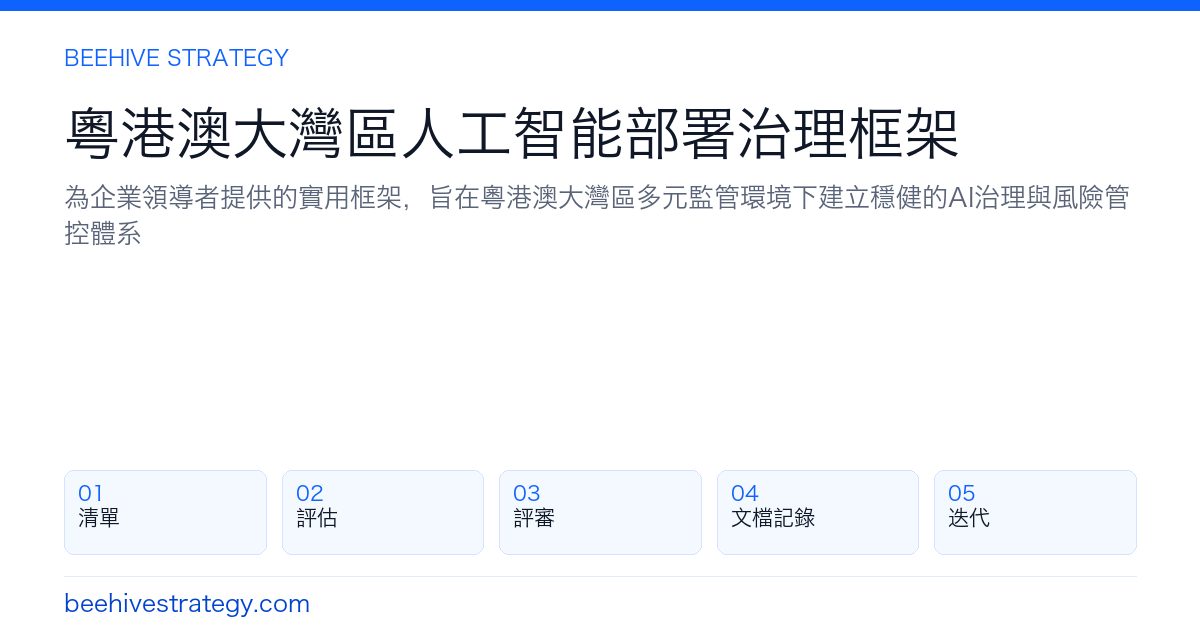 BEEHIVE STRATEGY
粵港澳大灣區人工智能部署治理框架
為企業領導者提供的實用框架，旨在粵港澳大灣區多元監管環境下建立穩健的AI治理與風險管
控體系
01
清單
02
評估
03
評審
04
文檔記錄
05
迭代
beehivestrategy.com